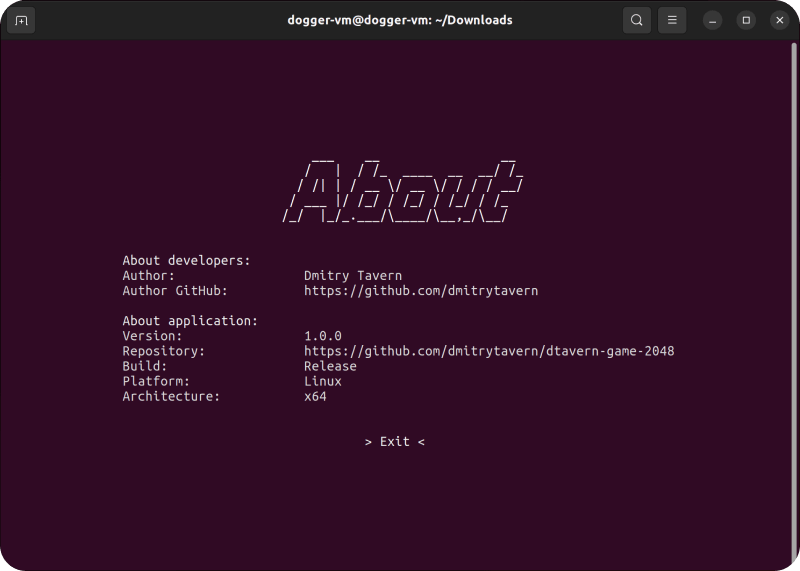 dogger-vm@dogger-vm: ~/Downloads
About
About developers:
Author: Dmitry Tavern
Author GitHub: https://github.com/dmitrytavern
About application:
Version: 1.0.0
Repository: https://github.com/dmitrytavern/dtavern-game-2048
Build: Release
Platform: Linux
Architecture: x64
> Exit <